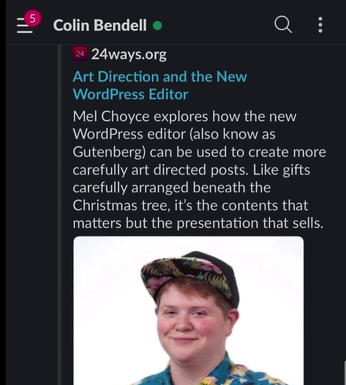 5
Colin Bendell
24
24ways.org
Art Direction and the New
WordPress Editor
Mel Choyce explores how the new
WordPress editor (also know as
Gutenberg) can be used to create more
carefully art directed posts. Like gifts
carefully arranged beneath the
Christmas tree, it's the contents that
matters but the presentation that sells.